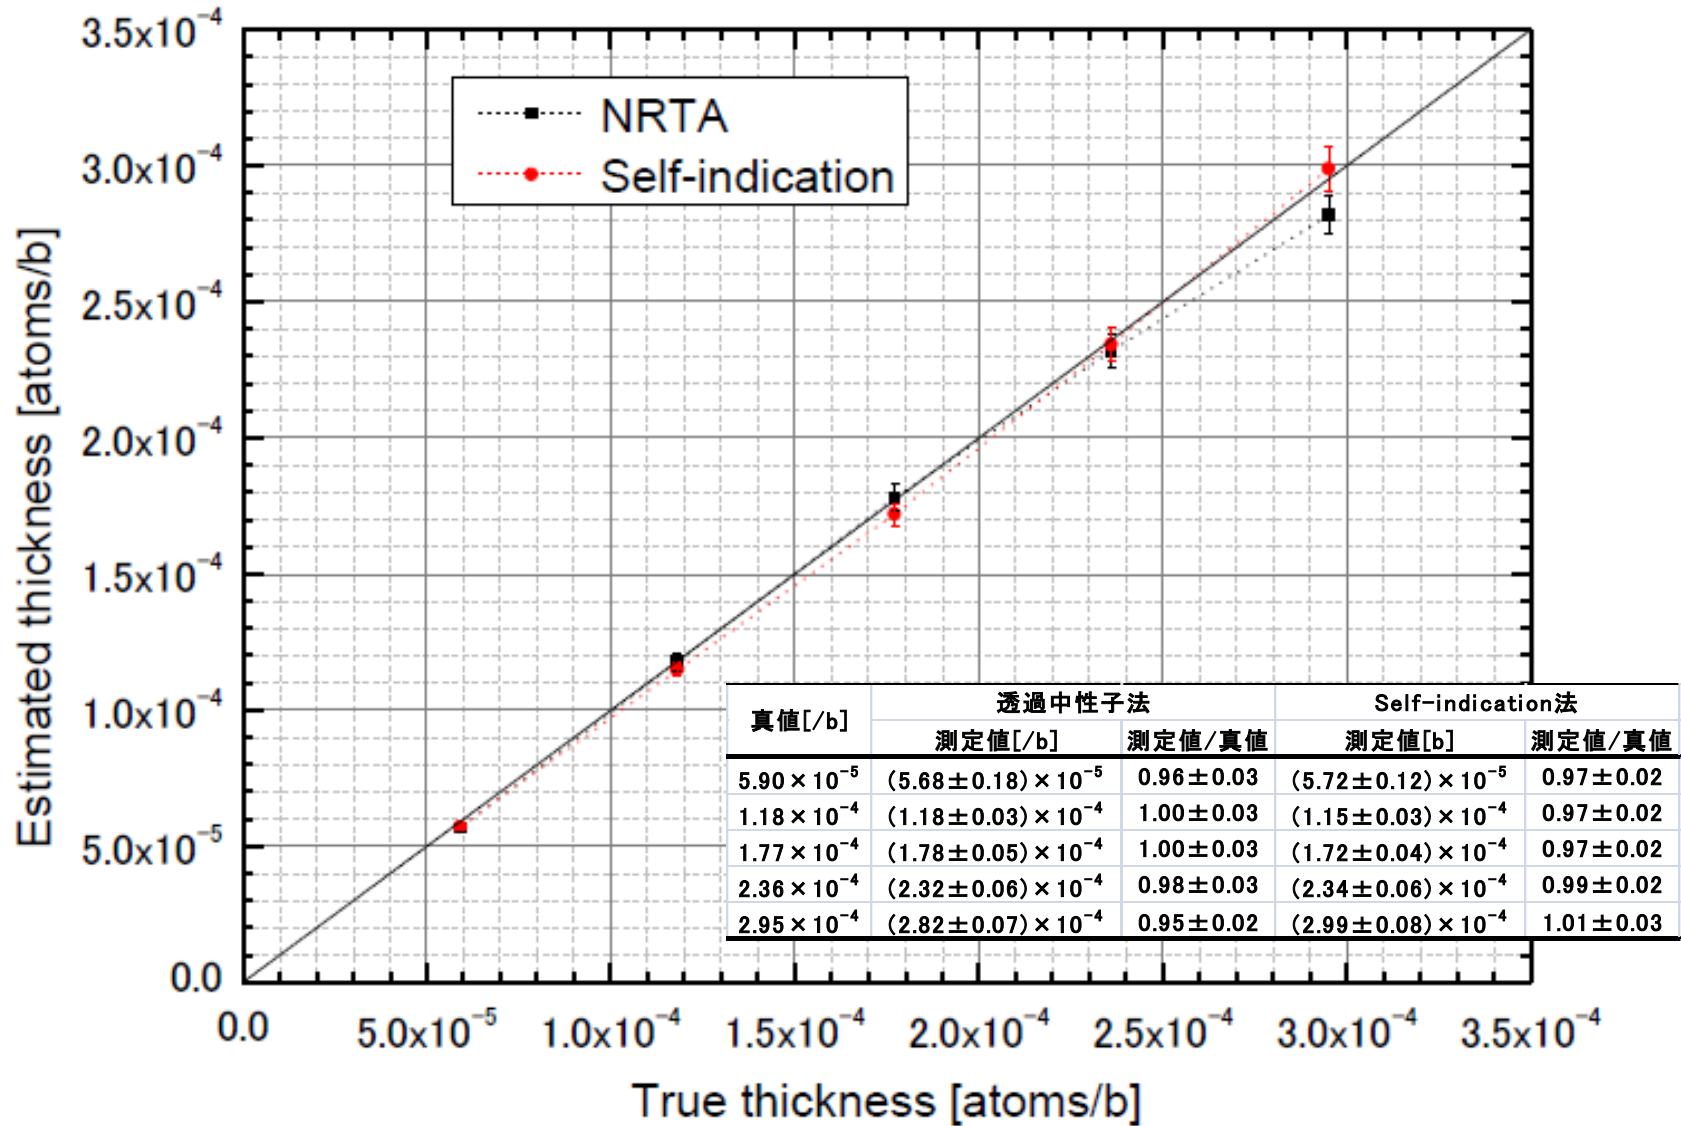 3.5x10⁻⁴
3.0x10⁻⁴
2.5x10⁻⁴
2.0x10⁻⁴
1.5x10⁻⁴
1.0x10⁻⁴
5.0x10⁻⁵
0.0
Estimated thickness [atoms/b]
NRTA
Self-indication
真値[/b] 透過中性子法 Self-indication法
測定値[/b] 測定値/真値 測定値[b] 測定値/真値
5.90×10⁻⁵ (5.68±0.18)×10⁻⁵ 0.96±0.03 (5.72±0.12)×10⁻⁵ 0.97±0.02
1.18×10⁻⁴ (1.18±0.03)×10⁻⁴ 1.00±0.03 (1.15±0.03)×10⁻⁴ 0.97±0.02
1.77×10⁻⁴ (1.78±0.05)×10⁻⁴ 1.00±0.03 (1.72±0.04)×10⁻⁴ 0.97±0.02
2.36×10⁻⁴ (2.32±0.06)×10⁻⁴ 0.98±0.03 (2.34±0.06)×10⁻⁴ 0.99±0.02
2.95×10⁻⁴ (2.82±0.07)×10⁻⁴ 0.95±0.02 (2.99±0.08)×10⁻⁴ 1.01±0.03
0.0 5.0x10⁻⁵ 1.0x10⁻⁴ 1.5x10⁻⁴ 2.0x10⁻⁴ 2.5x10⁻⁴ 3.0x10⁻⁴ 3.5x10⁻⁴
True thickness [atoms/b]